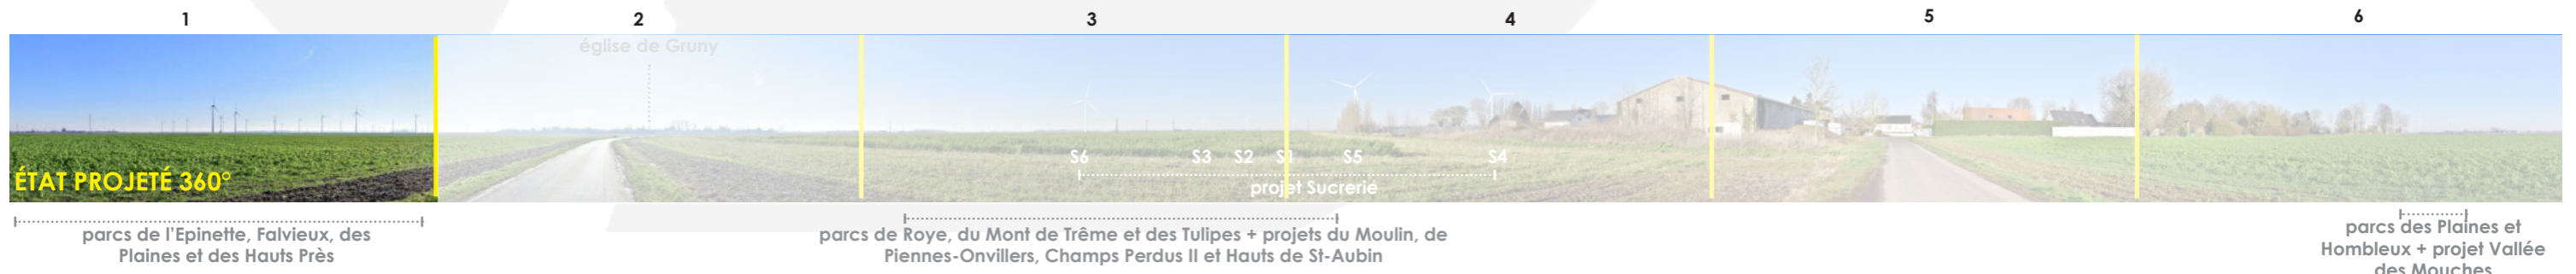 1 2 3 4 5 6
église de Gruny
S6 S3 S2 S1 S5 S4
ÉTAT PROJETÉ 360°
projet Sucrerie
parcs de l'Epinette, Falvieux, des
Plaines et des Hauts Près
parcs de Roye, du Mont de Trême et des Tulipes + projets du Moulin, de
Piennes-Onvillers, Champs Perdus II et Hauts de St-Aubin
parcs des Plaines et
Hombleux + projet Vallée
des Mouches